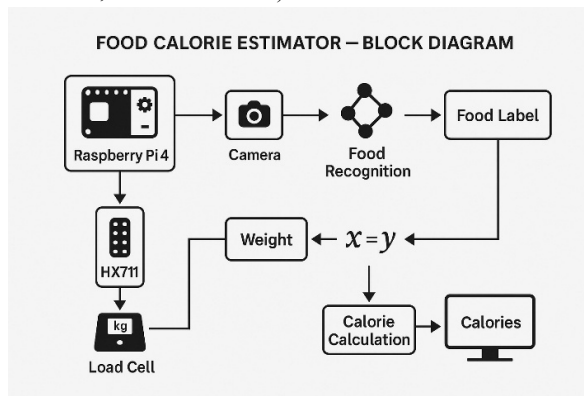 FOOD CALORIE ESTIMATOR — BLOCK DIAGRAM
Raspberry Pi 4
Camera
Food
Recognition
Food Label
HX711
Weight
x = y
kg
Load Cell
Calorie
Calculation
Calories